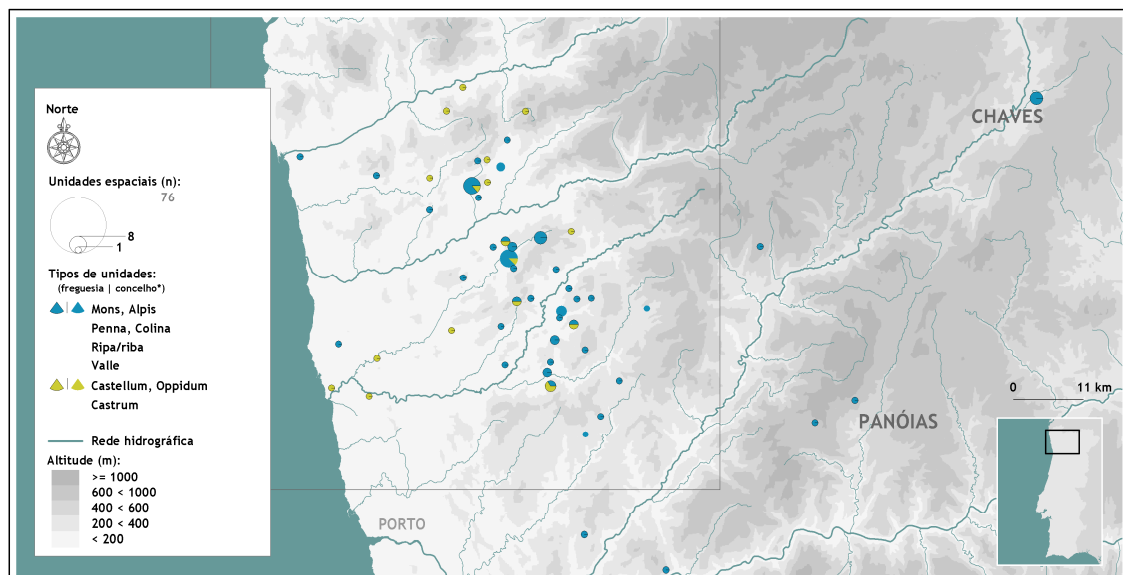 Norte
Unidades espaciais (n):
76
8
1
Tipos de unidades:
(freguesia | concelho*)
Mons, Alpis
Penna, Colina
Ripa/riba
Valle
Castellum, Oppidum
Castrum
Rede hidrográfica
Altitude (m):
>= 1000
600 < 1000
400 < 600
200 < 400
< 200
CHAVES
0 11 km
PANÓIAS
PORTO